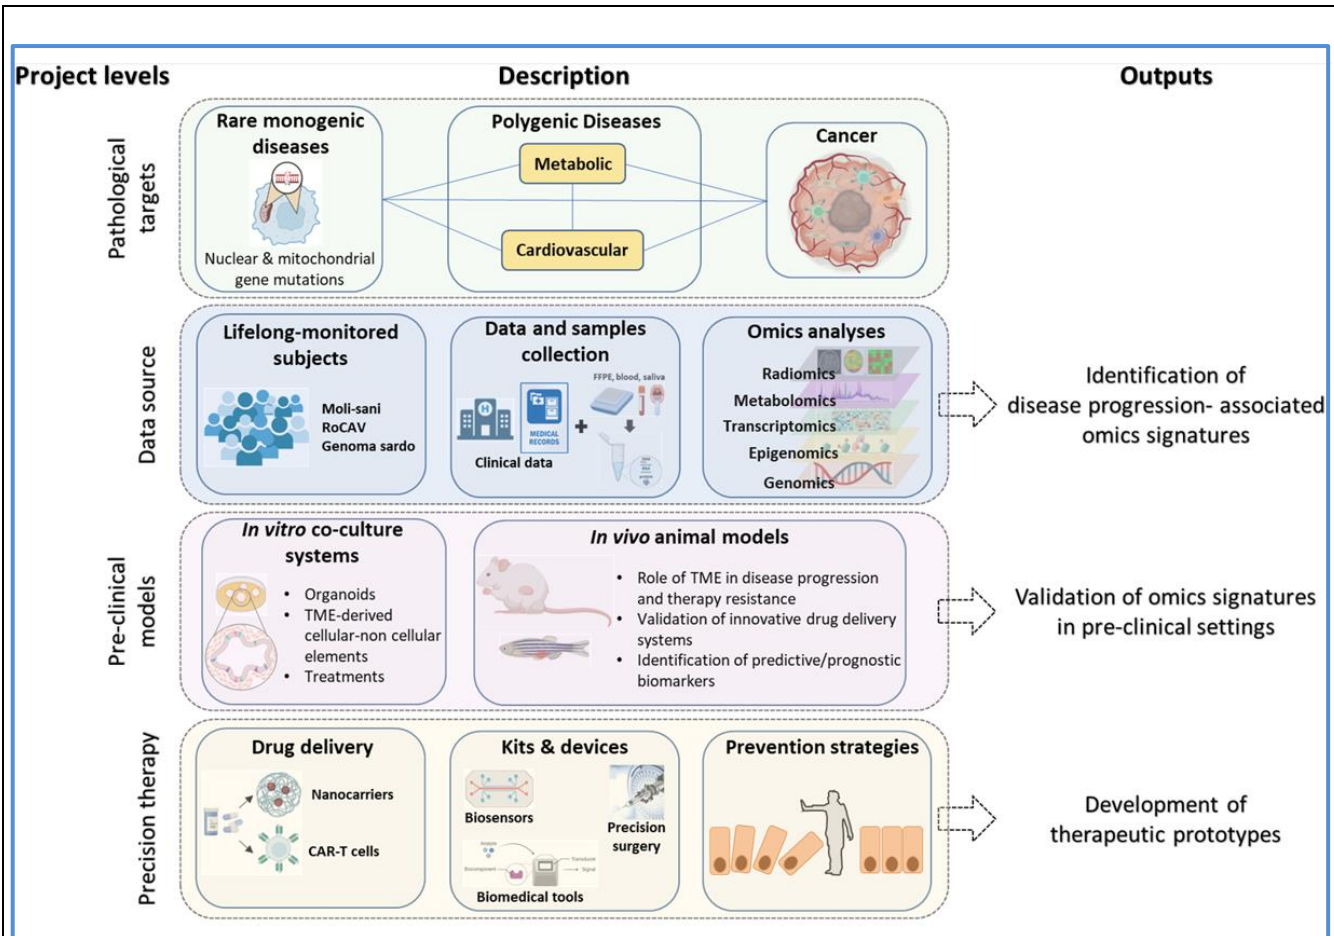 Project levels
Description
Outputs
Pathological
targets
Rare monogenic
diseases
Nuclear & mitochondrial
gene mutations
Polygenic Diseases
Metabolic
Cardiovascular
Cancer
Data source
Lifelong-monitored
subjects
Moli-sani
RoCAV
Genoma sardo
Data and samples
collection
FFPE, blood, saliva
H
MEDICAL
RECORDS
+
Clinical data
Omics analyses
Radiomics
Metabolomics
Transcriptomics
Epigenomics
Genomics
Identification of
disease progression- associated
omics signatures
Pre-clinical
models
In vitro co-culture
systems
• Organoids
• TME-derived
cellular-non cellular
elements
• Treatments
In vivo animal models
• Role of TME in disease progression
and therapy resistance
• Validation of innovative drug delivery
systems
• Identification of predictive/prognostic
biomarkers
Validation of omics signatures
in pre-clinical settings
Precision therapy
Drug delivery
Nanocarriers
CAR-T cells
Kits & devices
Biosensors
Precision
surgery
Analyte
Transducer
Biocomponent
Signal
Biomedical tools
Prevention strategies
Development of
therapeutic prototypes